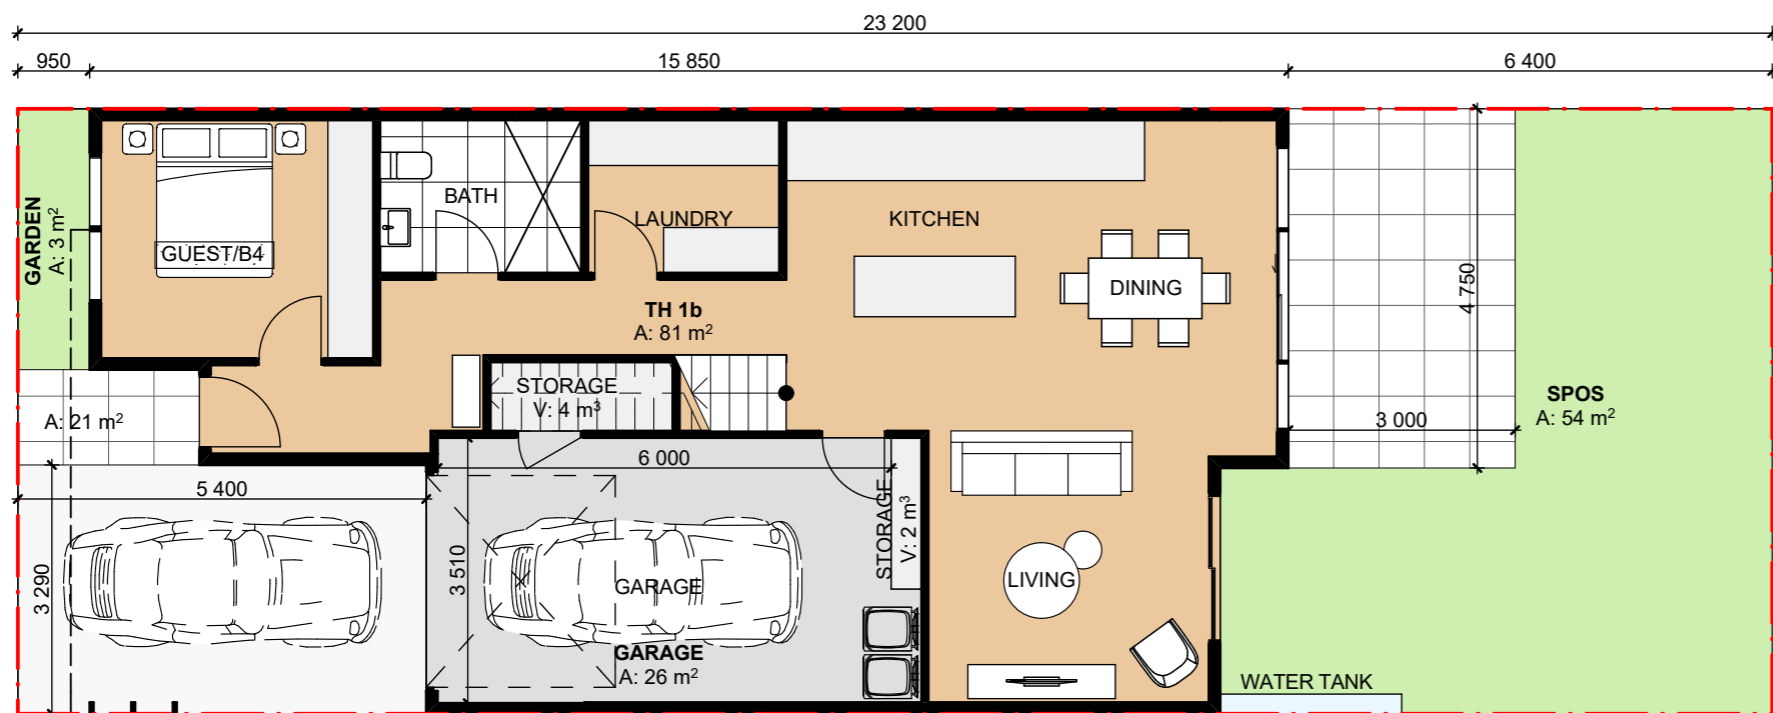 23 200
950
15 850
6 400
GARDEN
A: 3 m²
GUEST/B4
BATH
LAUNDRY
KITCHEN
DINING
4 750
TH 1b
A: 81 m²
STORAGE
V: 4 m³
A: 21 m²
SPOS
A: 54 m²
3 000
6 000
5 400
3 290
3 510
STORAGE
V: 2 m³
GARAGE
LIVING
GARAGE
A: 26 m²
WATER TANK